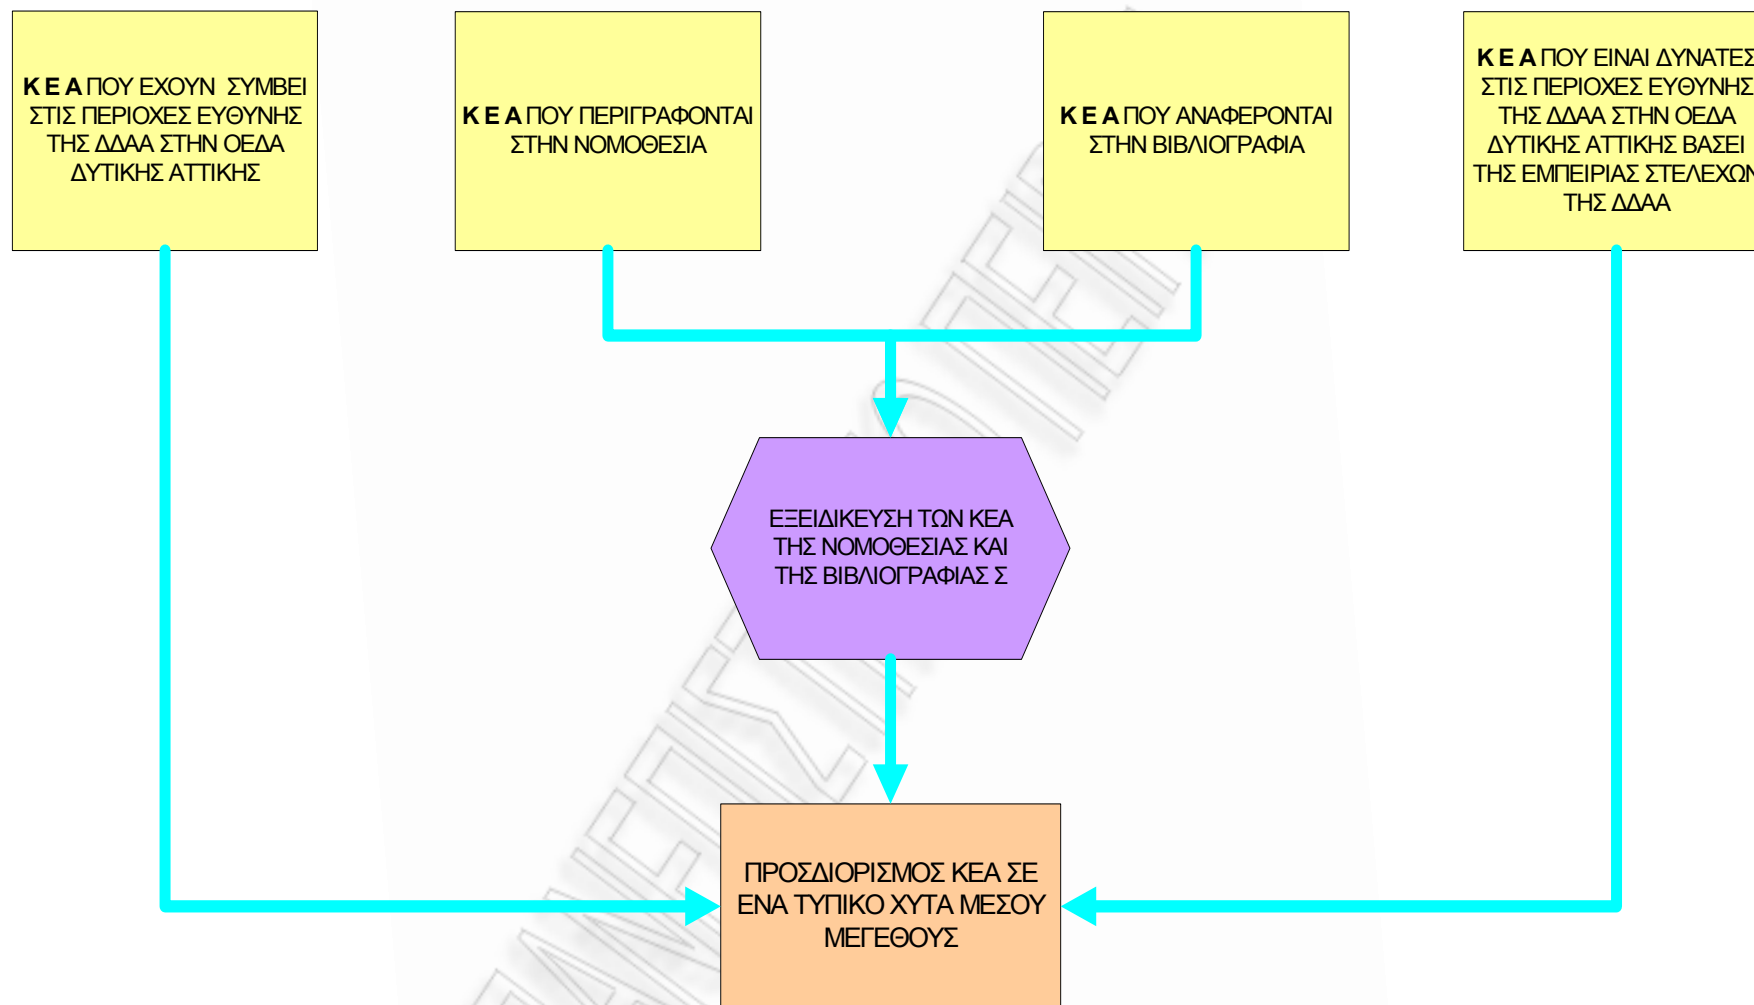 Κ Ε Α ΠΟΥ ΕΧΟΥΝ ΣΥΜΒΕΙ
ΣΤΙΣ ΠΕΡΙΟΧΕΣ ΕΥΘΥΝΗΣ
ΤΗΣ ΔΔΑΑ ΣΤΗΝ ΟΕΔΑ
ΔΥΤΙΚΗΣ ΑΤΤΙΚΗΣ
Κ Ε Α ΠΟΥ ΠΕΡΙΓΡΑΦΟΝΤΑΙ
ΣΤΗΝ ΝΟΜΟΘΕΣΙΑ
Κ Ε Α ΠΟΥ ΑΝΑΦΕΡΟΝΤΑΙ
ΣΤΗΝ ΒΙΒΛΙΟΓΡΑΦΙΑ
Κ Ε Α ΠΟΥ ΕΙΝΑΙ ΔΥΝΑΤΕΣ
ΣΤΙΣ ΠΕΡΙΟΧΕΣ ΕΥΘΥΝΗΣ
ΤΗΣ ΔΔΑΑ ΣΤΗΝ ΟΕΔΑ
ΔΥΤΙΚΗΣ ΑΤΤΙΚΗΣ ΒΑΣΕΙ
ΤΗΣ ΕΜΠΕΙΡΙΑΣ ΣΤΕΛΕΧΩΝ
ΤΗΣ ΔΔΑΑ
ΕΞΕΙΔΙΚΕΥΣΗ ΤΩΝ ΚΕΑ
ΤΗΣ ΝΟΜΟΘΕΣΙΑΣ ΚΑΙ
ΤΗΣ ΒΙΒΛΙΟΓΡΑΦΙΑΣ Σ
ΠΡΟΣΔΙΟΡΙΣΜΟΣ ΚΕΑ ΣΕ
ΕΝΑ ΤΥΠΙΚΟ ΧΥΤΑ ΜΕΣΟΥ
ΜΕΓΕΘΟΥΣ